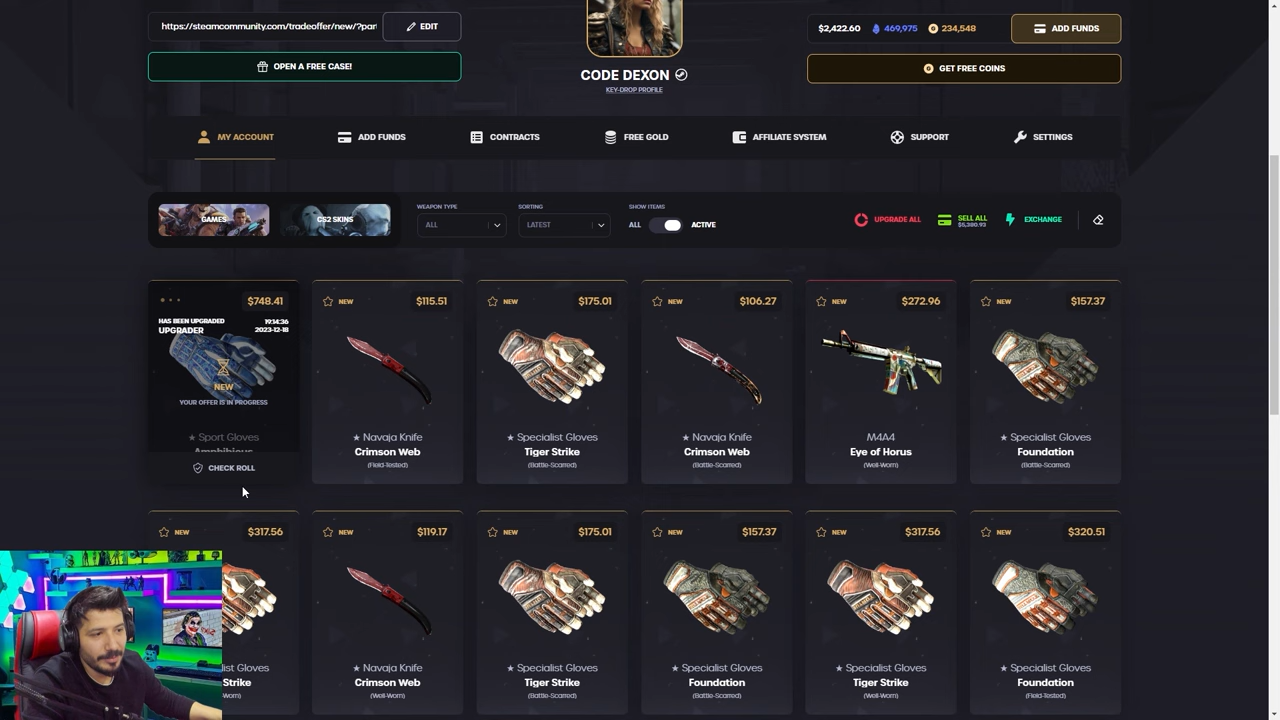 https://steamcommunity.com/tradeoffer/new/?par
EDIT
$2,422.60 469,975 234,548
ADD FUNDS
OPEN A FREE CASE!
GET FREE COINS
CODE DEXON
KEY-DROP PROFILE
MY ACCOUNT
ADD FUNDS
CONTRACTS
FREE GOLD
AFFILIATE SYSTEM
SUPPORT
SETTINGS
GAMES
CS2 SKINS
WEAPON TYPE
ALL
SORTING
LATEST
SHOW ITEMS
ALL
ACTIVE
UPGRADE ALL
SELL ALL
$5,380.93
EXCHANGE
$748.41
HAS BEEN UPGRADED
UPGRADER
19:14:36
2023-12-18
NEW
YOUR OFFER IS IN PROGRESS
★ Sport Gloves
Amphibious
CHECK ROLL
NEW
$115.51
★ Navaja Knife
Crimson Web
(Field-Tested)
NEW
$175.01
★ Specialist Gloves
Tiger Strike
(Battle-Scarred)
NEW
$106.27
★ Navaja Knife
Crimson Web
(Battle-Scarred)
NEW
$272.96
M4A4
Eye of Horus
(Well-Worn)
NEW
$157.37
★ Specialist Gloves
Foundation
(Battle-Scarred)
NEW
$317.56
ist Gloves
Strike
Worn)
NEW
$119.17
★ Navaja Knife
Crimson Web
(Well-Worn)
NEW
$175.01
★ Specialist Gloves
Tiger Strike
(Battle-Scarred)
NEW
$157.37
★ Specialist Gloves
Foundation
(Battle-Scarred)
NEW
$317.56
★ Specialist Gloves
Tiger Strike
(Well-Worn)
NEW
$320.51
★ Specialist Gloves
Foundation
(Field-Tested)